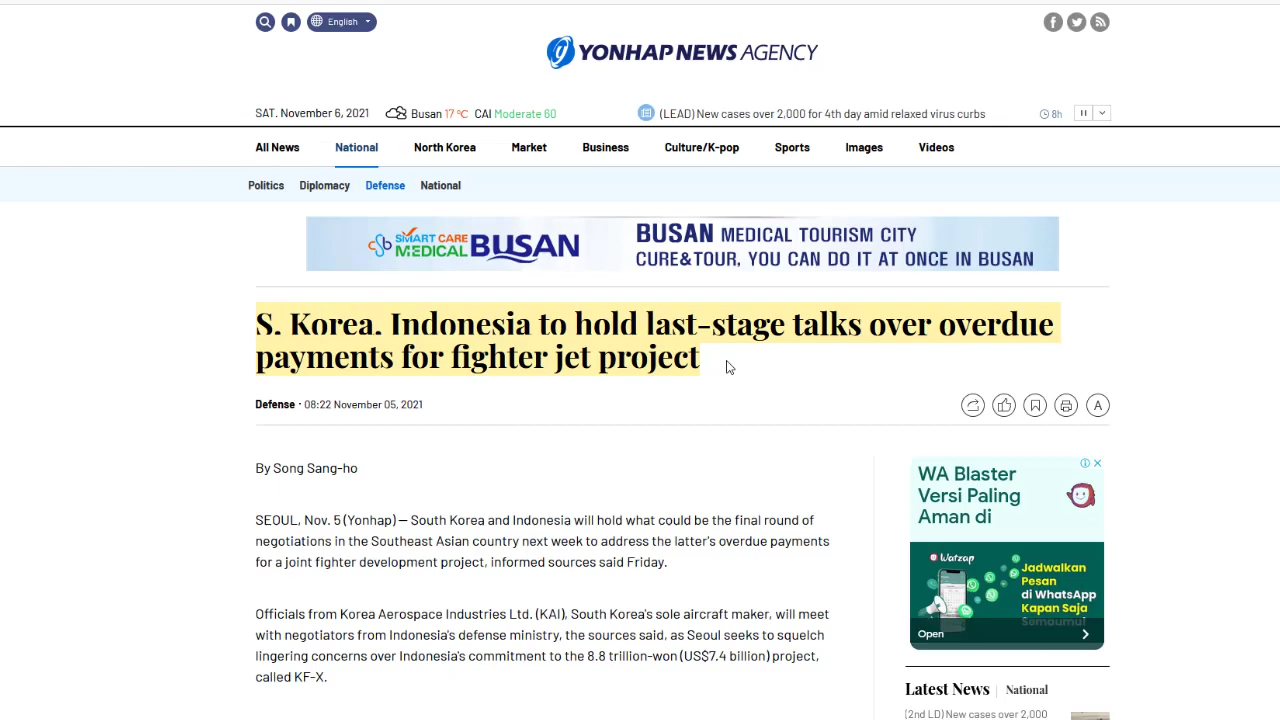 English
YONHAP NEWS AGENCY
SAT. November 6, 2021 Busan 17 ℃ CAI Moderate 60 (LEAD) New cases over 2,000 for 4th day amid relaxed virus curbs 8h
All News National North Korea Market Business Culture/K-pop Sports Images Videos
Politics Diplomacy Defense National
SMART CARE
MEDICAL BUSAN
BUSAN MEDICAL TOURISM CITY
CURE&TOUR, YOU CAN DO IT AT ONCE IN BUSAN
S. Korea, Indonesia to hold last-stage talks over overdue
payments for fighter jet project
Defense · 08:22 November 05, 2021
A
By Song Sang-ho
SEOUL, Nov. 5 (Yonhap) — South Korea and Indonesia will hold what could be the final round of
negotiations in the Southeast Asian country next week to address the latter's overdue payments
for a joint fighter development project, informed sources said Friday.
Officials from Korea Aerospace Industries Ltd. (KAI), South Korea's sole aircraft maker, will meet
with negotiators from Indonesia's defense ministry, the sources said, as Seoul seeks to squelch
lingering concerns over Indonesia's commitment to the 8.8 trillion-won (US$7.4 billion) project,
called KF-X.
WA Blaster
Versi Paling
Aman di
Watzap
Jadwalkan
Pesan
di WhatsApp
Kapan Saja
Semaumu!
Open
Latest News | National
(2nd LD) New cases over 2,000